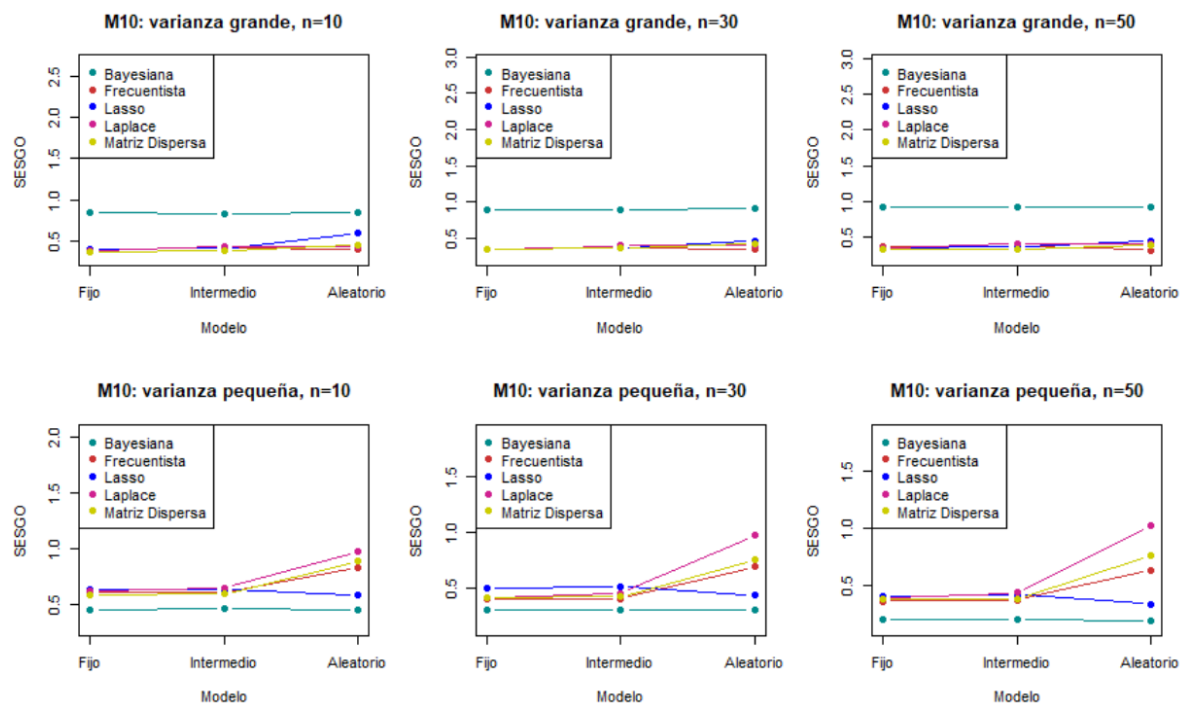 M10: varianza grande, n=10
SESGO
2.5
2.0
1.5
1.0
0.5
Bayesiana
Frecuentista
Lasso
Laplace
Matriz Dispersa
Fijo Intermedio Aleatorio
Modelo
M10: varianza grande, n=30
SESGO
3.0
2.5
2.0
1.5
1.0
0.5
Bayesiana
Frecuentista
Lasso
Laplace
Matriz Dispersa
Fijo Intermedio Aleatorio
Modelo
M10: varianza grande, n=50
SESGO
3.0
2.5
2.0
1.5
1.0
0.5
Bayesiana
Frecuentista
Lasso
Laplace
Matriz Dispersa
Fijo Intermedio Aleatorio
Modelo
M10: varianza pequeña, n=10
SESGO
2.0
1.5
1.0
0.5
Bayesiana
Frecuentista
Lasso
Laplace
Matriz Dispersa
Fijo Intermedio Aleatorio
Modelo
M10: varianza pequeña, n=30
SESGO
1.5
1.0
0.5
Bayesiana
Frecuentista
Lasso
Laplace
Matriz Dispersa
Fijo Intermedio Aleatorio
Modelo
M10: varianza pequeña, n=50
SESGO
1.5
1.0
0.5
Bayesiana
Frecuentista
Lasso
Laplace
Matriz Dispersa
Fijo Intermedio Aleatorio
Modelo